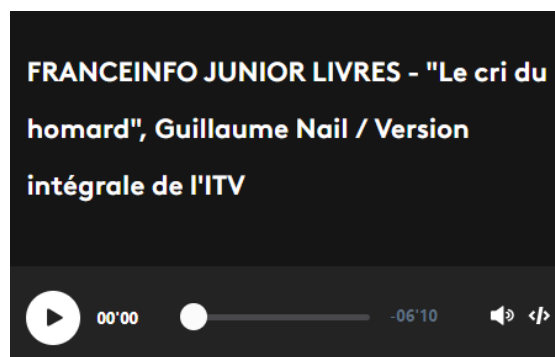 FRANCEINFO JUNIOR LIVRES - "Le cri du
homard", Guillaume Nail / Version
intégrale de l'ITV
00'00
-06'10